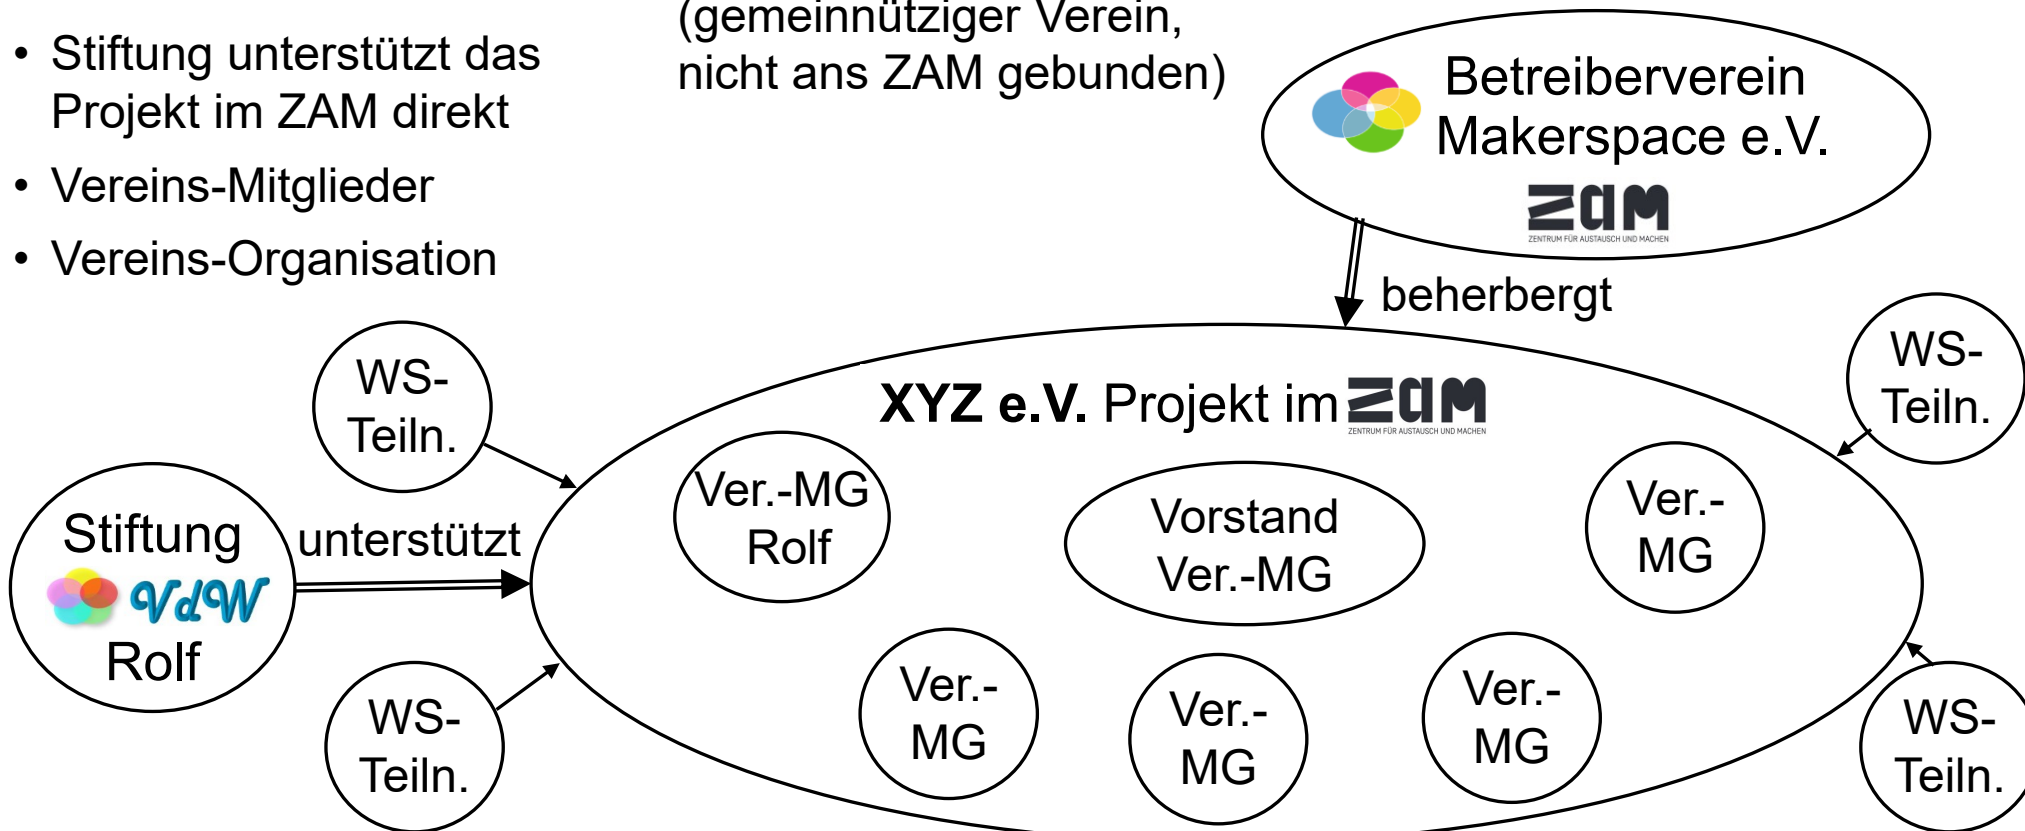 • Stiftung unterstützt das
Projekt im ZAM direkt
• Vereins-Mitglieder
• Vereins-Organisation
(gemeinnütziger Verein,
nicht ans ZAM gebunden)
Betreiberverein
Makerspace e.V.
ZAM
ZENTRUM FÜR AUSTAUSCH UND MACHEN
beherbergt
WS-
Teiln.
WS-
Teiln.
XYZ e.V. Projekt im ZAM
ZENTRUM FÜR AUSTAUSCH UND MACHEN
Ver.-MG
Rolf
Vorstand
Ver.-MG
Ver.-
MG
Stiftung
VdW
Rolf
unterstützt
WS-
Teiln.
Ver.-
MG
Ver.-
MG
Ver.-
MG
WS-
Teiln.